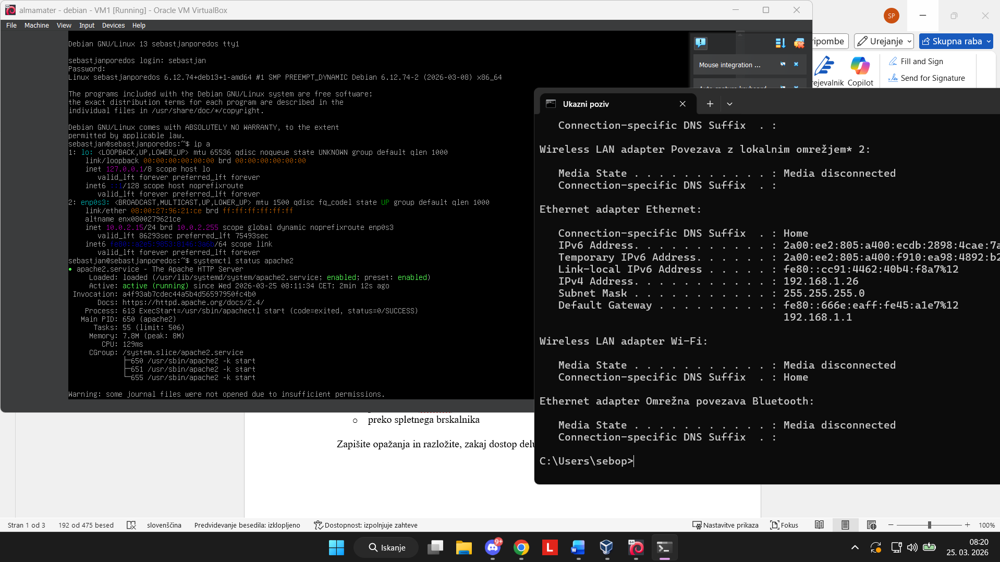 almamater - debian - VM1 [Running] - Oracle VM VirtualBox
File Machine View Input Devices Help
Debian GNU/Linux 13 sebastjanporedos tty1
sebastjanporedos login: sebastjan
Password:
Linux sebastjanporedos 6.12.74+deb13+1-amd64 #1 SMP PREEMPT_DYNAMIC Debian 6.12.74-2 (2026-03-08) x86_64
The programs included with the Debian GNU/Linux system are free software;
the exact distribution terms for each program are described in the
individual files in /usr/share/doc/*/copyright.
Debian GNU/Linux comes with ABSOLUTELY NO WARRANTY, to the extent
permitted by applicable law.
sebastjan@sebastjanporedos:~$ ip a
1: lo: <LOOPBACK,UP,LOWER_UP> mtu 65536 qdisc noqueue state UNKNOWN group default qlen 1000
link/loopback 00:00:00:00:00:00 brd 00:00:00:00:00:00
inet 127.0.0.1/8 scope host lo
valid_lft forever preferred_lft forever
inet6 ::1/128 scope host noprefixroute
valid_lft forever preferred_lft forever
2: enp0s3: <BROADCAST,MULTICAST,UP,LOWER_UP> mtu 1500 qdisc fq_codel state UP group default qlen 1000
link/ether 08:00:27:96:21:ce brd ff:ff:ff:ff:ff:ff
altname enx0800279621ce
inet 10.0.2.15/24 brd 10.0.2.255 scope global dynamic noprefixroute enp0s3
valid_lft 86293sec preferred_lft 75493sec
inet6 /64 scope link
valid_lft forever preferred_lft forever
sebastjan@sebastjanporedos:~$ systemctl status apache2
● apache2.service - The Apache HTTP Server
Loaded: loaded (/usr/lib/systemd/system/apache2.service; enabled; preset: enabled)
Active: active (running) since Wed 2026-03-25 08:11:34 CET; 2min 12s ago
Invocation: a4f93ab7cdec44a5b4d56597950fc4b0
Docs: https://httpd.apache.org/docs/2.4/
Process: 613 ExecStart=/usr/sbin/apachectl start (code=exited, status=0/SUCCESS)
Main PID: 650 (apache2)
Tasks: 55 (limit: 506)
Memory: 7.8M (peak: 8M)
CPU: 129ms
CGroup: /system.slice/apache2.service
├─650 /usr/sbin/apache2 -k start
├─651 /usr/sbin/apache2 -k start
└─655 /usr/sbin/apache2 -k start
Warning: some journal files were not opened due to insufficient permissions.
Mouse integration ...
SP
ripombe
Urejanje
Skupna raba
rejevalnik
Copilot
Fill and Sign
Send for Signature
Ukazni poziv
Connection-specific DNS Suffix . :
Wireless LAN adapter Povezava z lokalnim omrežjem* 2:
Media State . . . . . . . . . . . : Media disconnected
Connection-specific DNS Suffix . :
Ethernet adapter Ethernet:
Connection-specific DNS Suffix . : Home
IPv6 Address. . . . . . . . . . . : 2a00:ee2:805:a400:ecdb:2898:4cae:7a
Temporary IPv6 Address. . . . . . : 2a00:ee2:805:a400:f910:ea98:4892:b2
Link-local IPv6 Address . . . . . : fe80::cc91:4462:40b4:f8a7%12
IPv4 Address. . . . . . . . . . . : 192.168.1.26
Subnet Mask . . . . . . . . . . . : 255.255.255.0
Default Gateway . . . . . . . . . : fe80::666e:eaff:fe45:a1e7%12
192.168.1.1
Wireless LAN adapter Wi-Fi:
Media State . . . . . . . . . . . : Media disconnected
Connection-specific DNS Suffix . : Home
Ethernet adapter Omrežna povezava Bluetooth:
Media State . . . . . . . . . . . : Media disconnected
Connection-specific DNS Suffix . :
C:\Users\sebop>
o preko spletnega brskalnika
Zapišite opažanja in razložite, zakaj dostop delu
Stran 1 od 3
192 od 475 besed
slovenščina
Predvidevanje besedila: izklopljeno
Dostopnost: izpolnjuje zahteve
Nastavitve prikaza
Fokus
100%
Iskanje
9+
L
64
08:20
25. 03. 2026